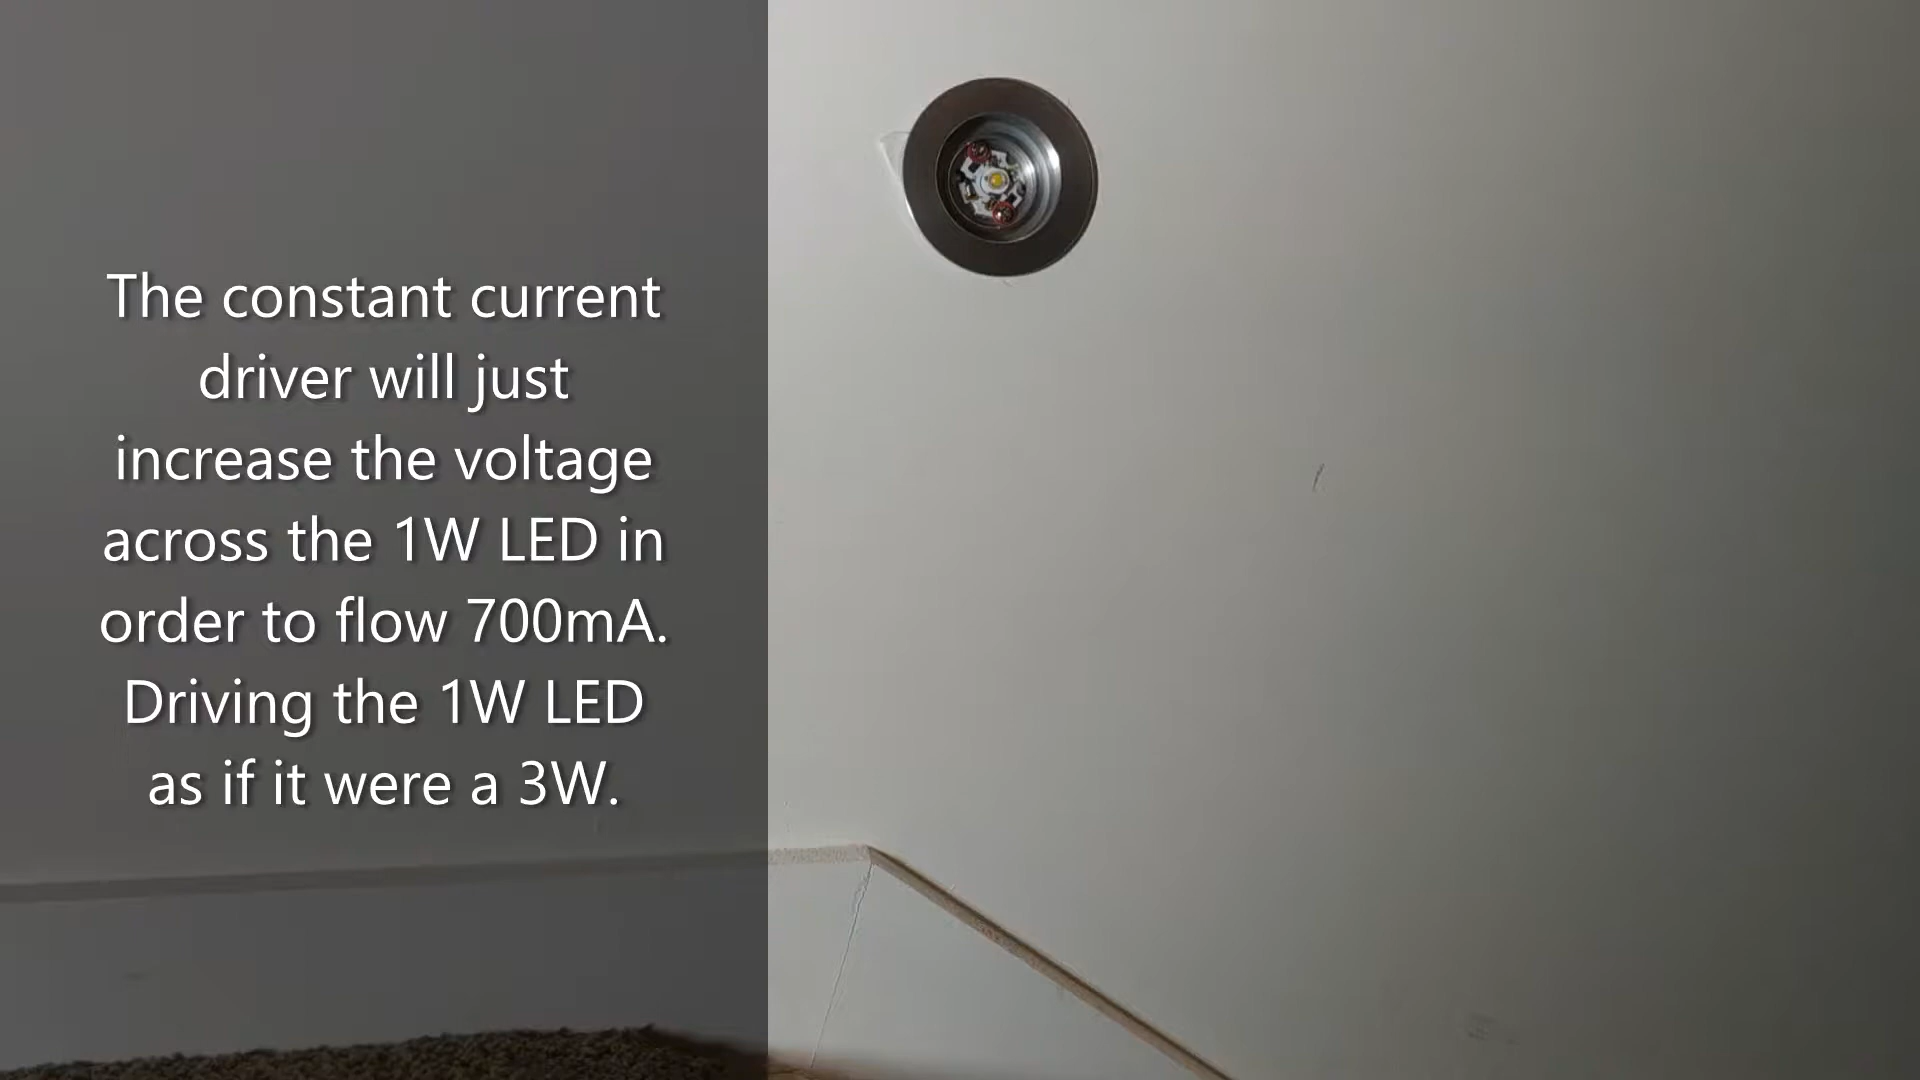 The constant current
driver will just
increase the voltage
across the 1W LED in
order to flow 700mA.
Driving the 1W LED
as if it were a 3W.